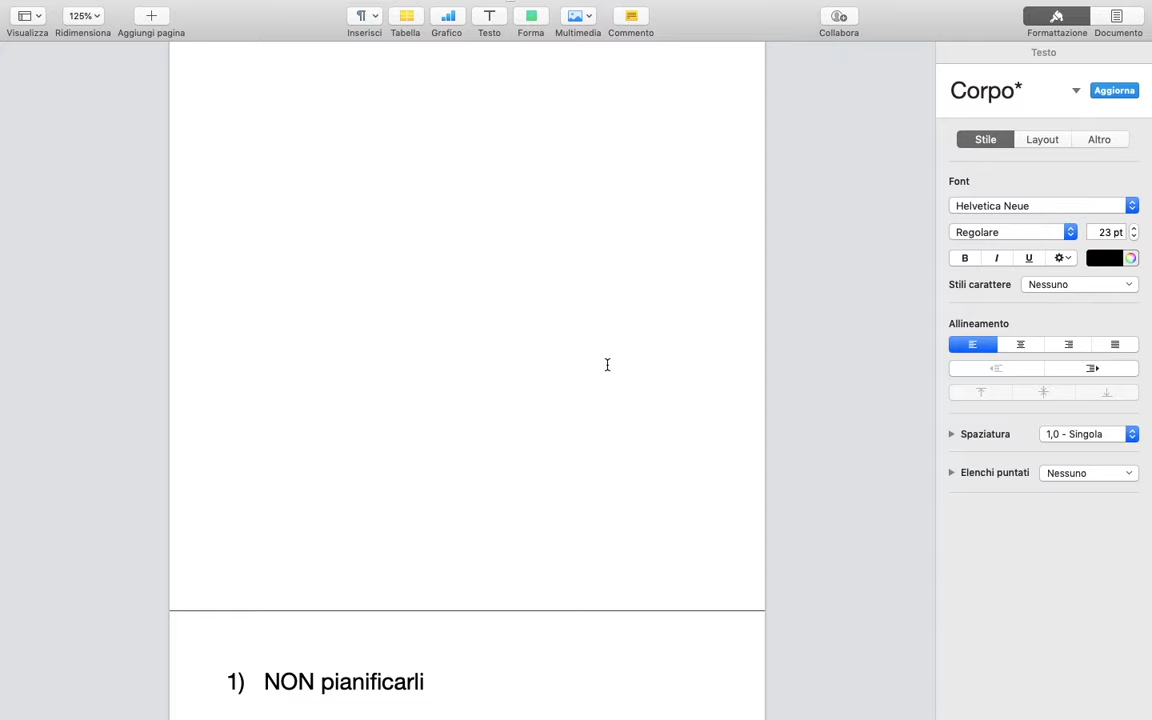 125%
Visualizza
Ridimensiona
Aggiungi pagina
Inserisci
Tabella
Grafico
Testo
Forma
Multimedia
Commento
Collabora
Formattazione
Documento
Testo
Corpo*
Aggiorna
Stile
Layout
Altro
Font
Helvetica Neue
Regolare
23 pt
B I U
Stili carattere
Nessuno
Allineamento
Spaziatura
1,0 - Singola
Elenchi puntati
Nessuno
1) NON pianificarli